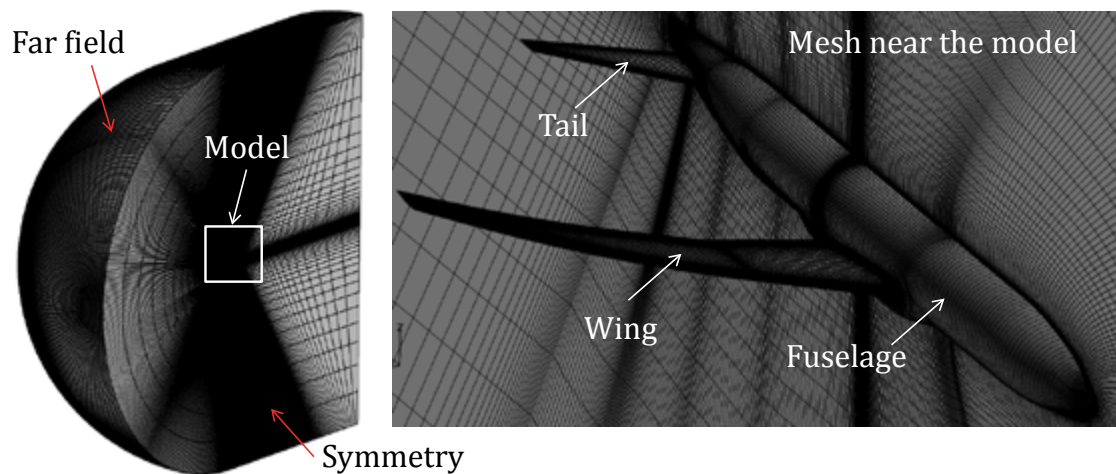 Far field
Model
Symmetry
Mesh near the model
Tail
Wing
Fuselage